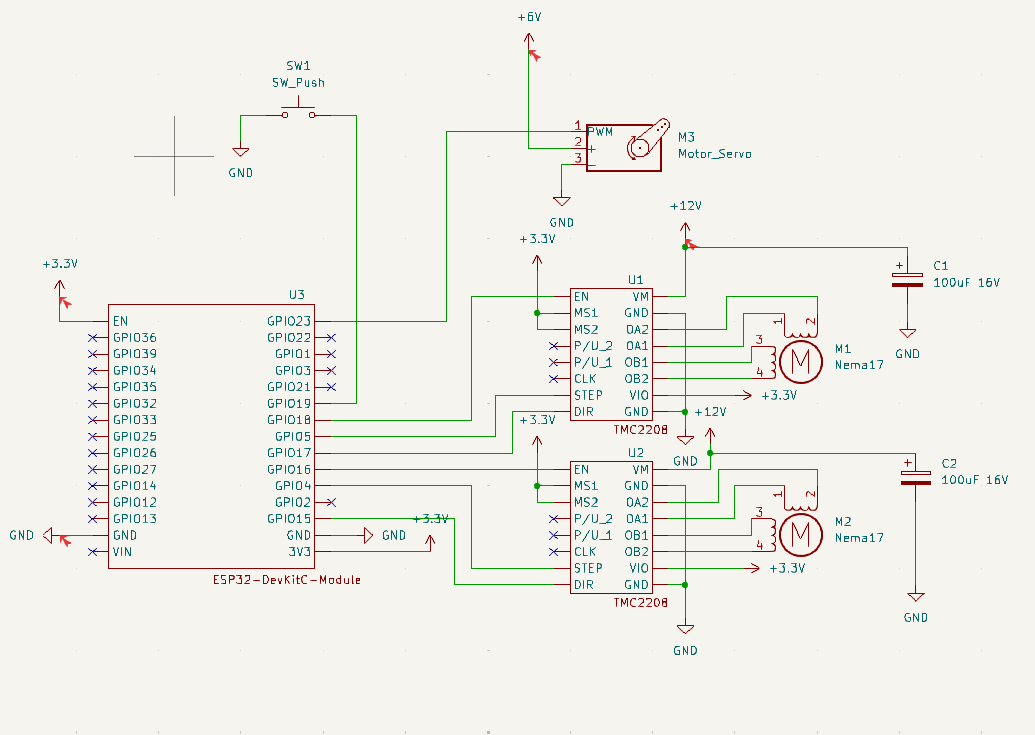 +6V
SW1
SW_Push
GND
1 PWM
2 +
3 -
M3
Motor_Servo
GND
+12V
+3.3V
C1
100uF 16V
GND
+3.3V
U3
EN
GPIO36
GPIO39
GPIO34
GPIO35
GPIO32
GPIO33
GPIO25
GPIO26
GPIO27
GPIO14
GPIO12
GPIO13
GND
GND
VIN
GPIO23
GPIO22
GPIO1
GPIO3
GPIO21
GPIO19
GPIO18
GPIO5
GPIO17
GPIO16
GPIO4
GPIO2
GPIO15
GND
GND
3V3
+3.3V
ESP32-DevKitC-Module
U1
EN
MS1
MS2
P/U_2
P/U_1
CLK
STEP
DIR
VM
GND
OA2
OA1
OB1
OB2
VIO
GND
+3.3V
TMC2208
GND
1
2
3
4
M
M1
Nema17
+3.3V
+12V
U2
EN
MS1
MS2
P/U_2
P/U_1
CLK
STEP
DIR
VM
GND
OA2
OA1
OB1
OB2
VIO
GND
+3.3V
TMC2208
GND
1
2
3
4
M
M2
Nema17
C2
100uF 16V
GND